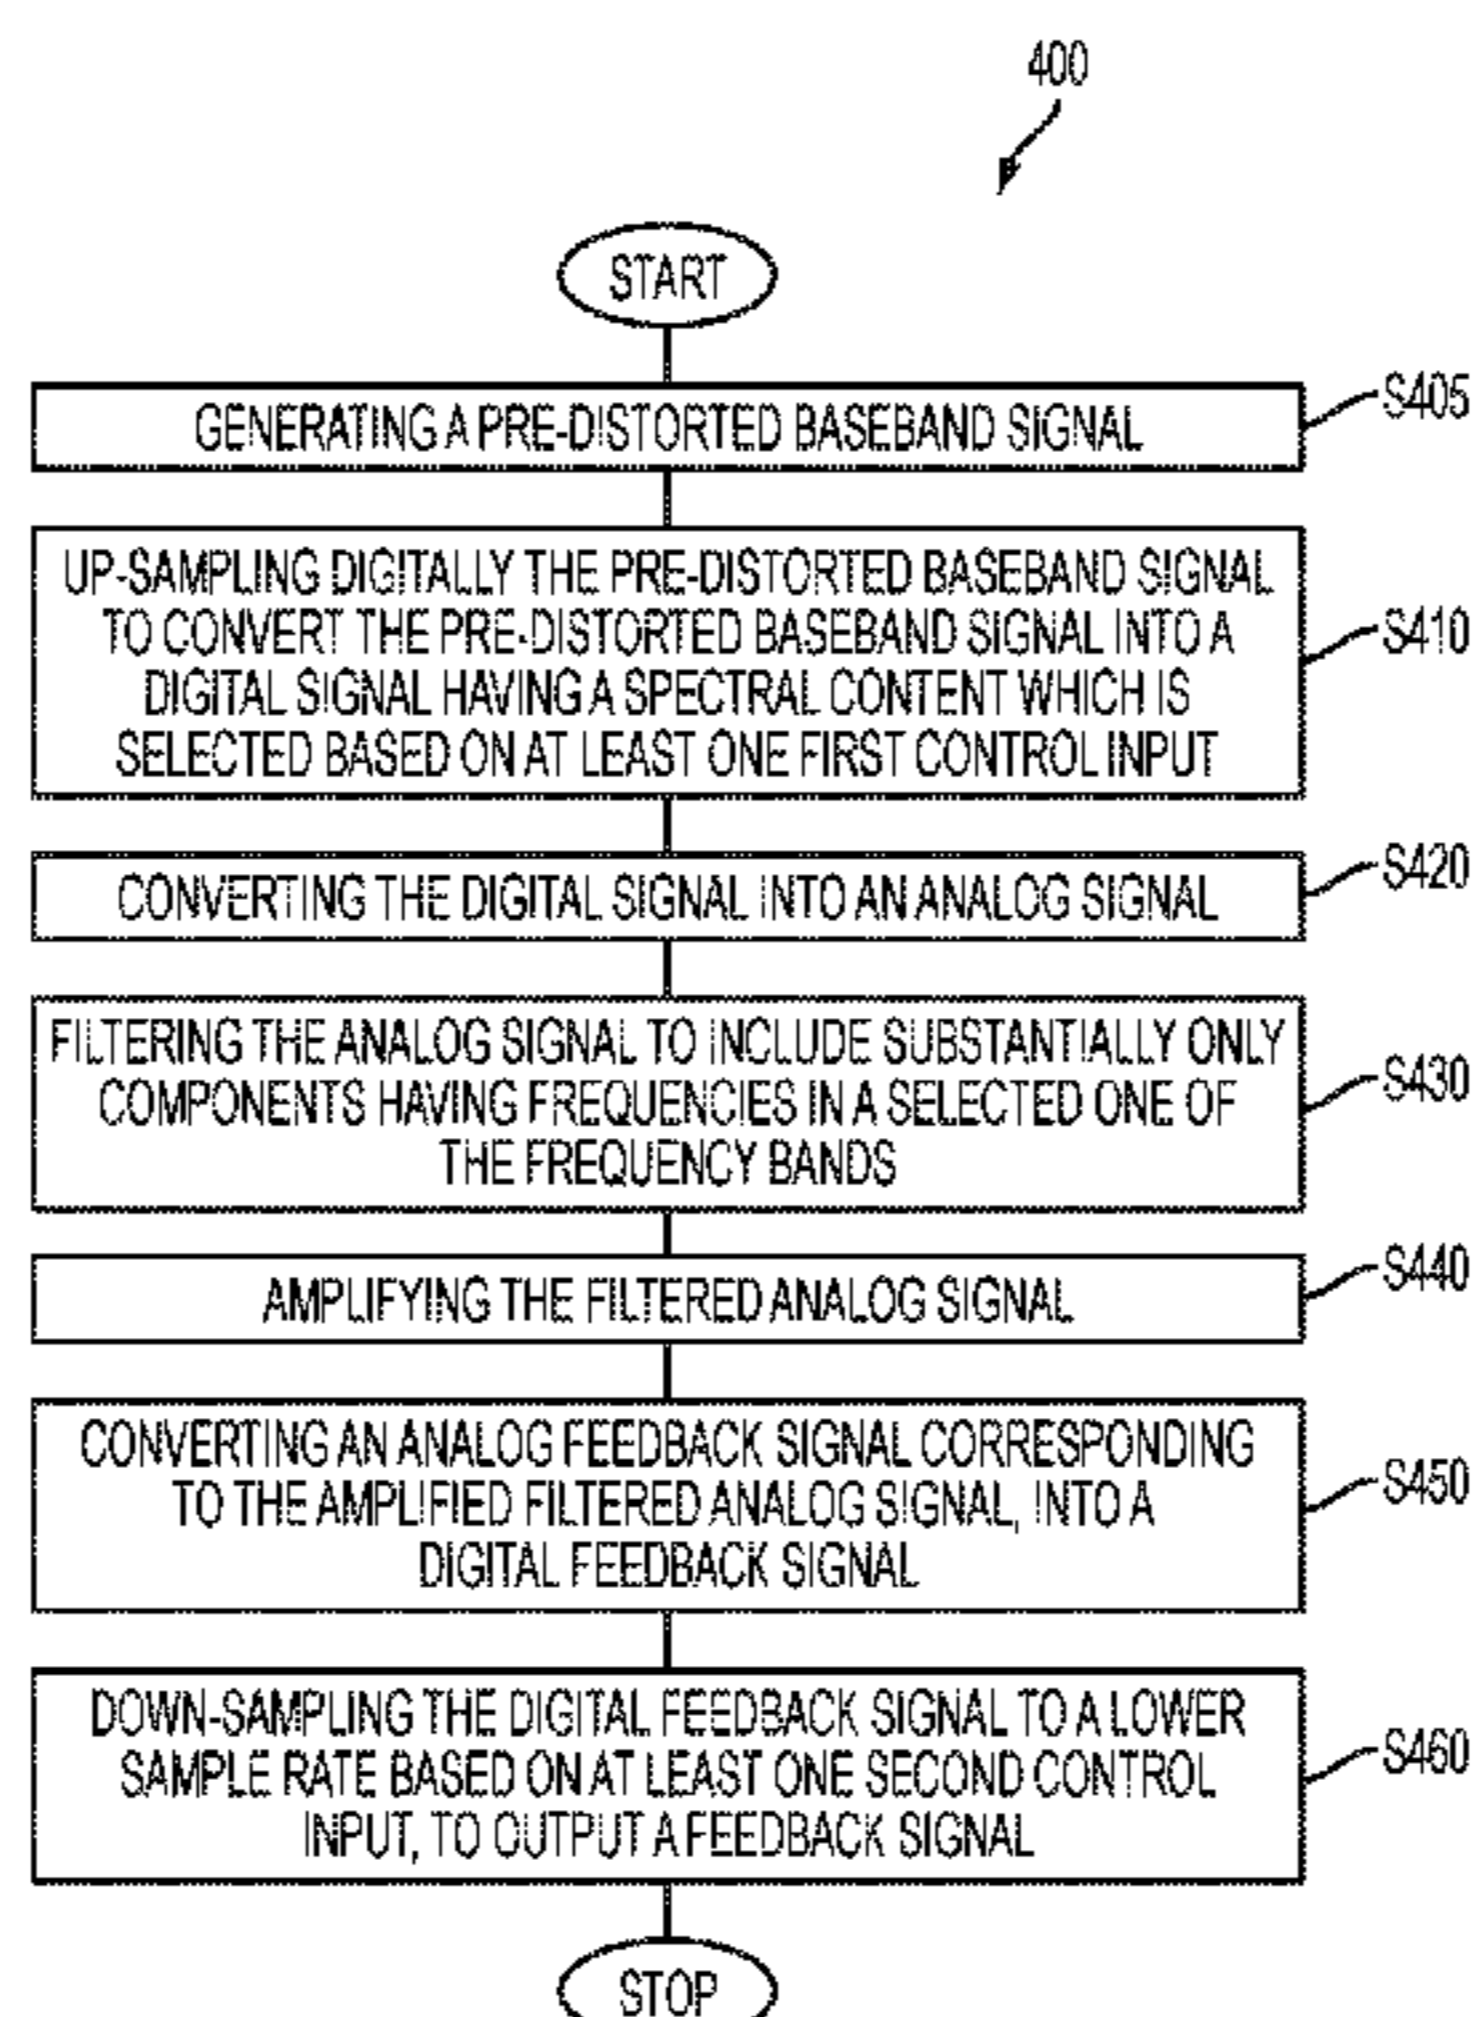 400
START
GENERATING A PRE-DISTORTED BASEBAND SIGNAL
S405
UP-SAMPLING DIGITALLY THE PRE-DISTORTED BASEBAND SIGNAL
TO CONVERT THE PRE-DISTORTED BASEBAND SIGNAL INTO A
DIGITAL SIGNAL HAVING A SPECTRAL CONTENT WHICH IS
SELECTED BASED ON AT LEAST ONE FIRST CONTROL INPUT
S410
CONVERTING THE DIGITAL SIGNAL INTO AN ANALOG SIGNAL
S420
FILTERING THE ANALOG SIGNAL TO INCLUDE SUBSTANTIALLY ONLY
COMPONENTS HAVING FREQUENCIES IN A SELECTED ONE OF
THE FREQUENCY BANDS
S430
AMPLIFYING THE FILTERED ANALOG SIGNAL
S440
CONVERTING AN ANALOG FEEDBACK SIGNAL CORRESPONDING
TO THE AMPLIFIED FILTERED ANALOG SIGNAL, INTO A
DIGITAL FEEDBACK SIGNAL
S450
DOWN-SAMPLING THE DIGITAL FEEDBACK SIGNAL TO A LOWER
SAMPLE RATE BASED ON AT LEAST ONE SECOND CONTROL
INPUT, TO OUTPUT A FEEDBACK SIGNAL
S460
STOP